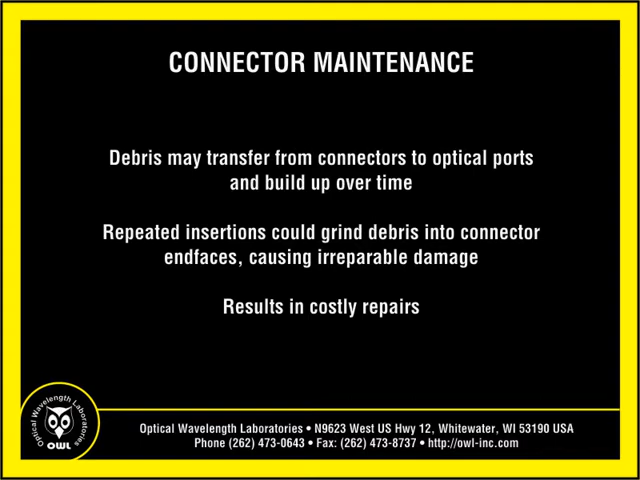 CONNECTOR MAINTENANCE
Debris may transfer from connectors to optical ports
and build up over time
Repeated insertions could grind debris into connector
endfaces, causing irreparable damage
Results in costly repairs
Optical Wavelength Laboratories
OWL
Optical Wavelength Laboratories • N9623 West US Hwy 12, Whitewater, WI 53190 USA
Phone (262) 473-0643 • Fax: (262) 473-8737 • http://owl-inc.com